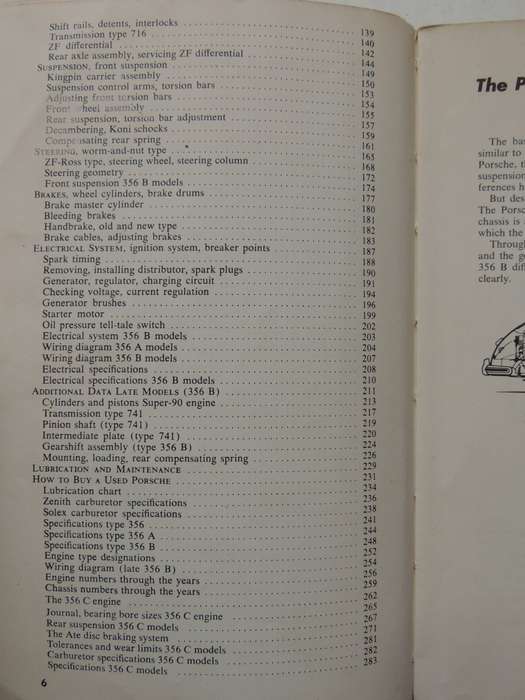 Shift rails, detents, interlocks 139
Transmission type 716 140
ZF differential 142
Rear axle assembly, servicing ZF differential 144
SUSPENSION, front suspension 149
Kingpin carrier assembly 150
Suspension control arms, torsion bars 153
Adjusting front torsion bars 154
Front wheel assembly 155
Rear suspension, torsion bar adjustment 157
Decambering, Koni schocks 159
Compensating rear spring 161
STEERING, worm-and-nut type 165
ZF-Ross type, steering wheel, steering column 168
Steering geometry 172
Front suspension 356 B models 174
BRAKES, wheel cylinders, brake drums 177
Brake master cylinder 180
Bleeding brakes 181
Handbrake, old and new type 182
Brake cables, adjusting brakes 183
ELECTRICAL SYSTEM, ignition system, breaker points 187
Spark timing 188
Removing, installing distributor, spark plugs 190
Generator, regulator, charging circuit 191
Checking voltage, current regulation 194
Generator brushes 196
Starter motor 199
Oil pressure tell-tale switch 202
Electrical system 356 B models 203
Wiring diagram 356 A models 204
Wiring diagram 356 B models 207
Electrical specifications 208
Electrical specifications 356 B models 210
ADDITIONAL DATA LATE MODELS (356 B) 211
Cylinders and pistons Super-90 engine 213
Transmission type 741 217
Pinion shaft (type 741) 219
Intermediate plate (type 741) 220
Gearshift assembly (type 356 B) 224
Mounting, loading, rear compensating spring 226
LUBRICATION AND MAINTENANCE 229
HOW TO BUY A USED PORSCHE 231
Lubrication chart 234
Zenith carburetor specifications 236
Solex carburetor specifications 238
Specifications type 356 241
Specifications type 356 A 244
Specifications type 356 B 248
Engine type designations 252
Wiring diagram (late 356 B) 254
Engine numbers through the years 256
Chassis numbers through the years 259
The 356 C engine 262
Journal, bearing bore sizes 356 C engine 265
Rear suspension 356 C models 267
The Ate disc braking system 271
Tolerances and wear limits 356 C models 281
Carburetor specifications 356 C models 282
Specifications 356 C models 283
6
The P
The ba
similar to
Porsche, t
suspension
ferences h
But des
The Porsc
chassis is
which the
Throug
and the g
356 B dif
clearly.